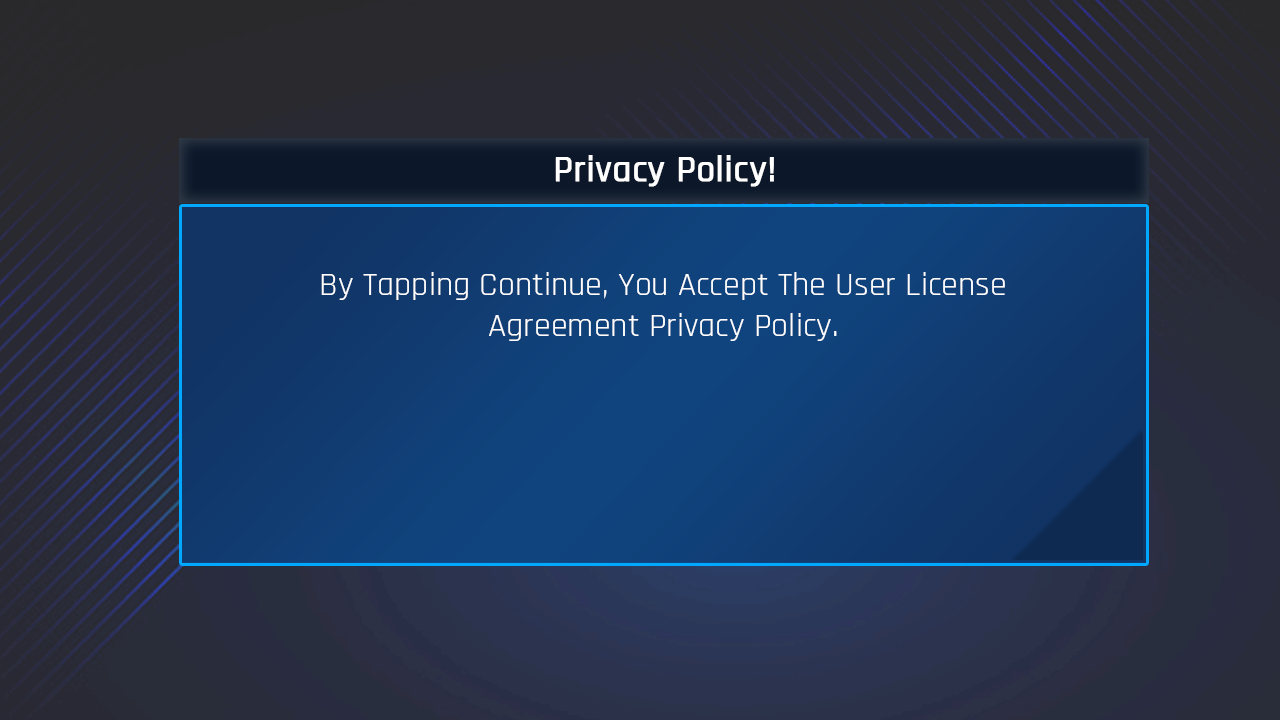 Privacy Policy!
By Tapping Continue, You Accept The User License
Agreement Privacy Policy.